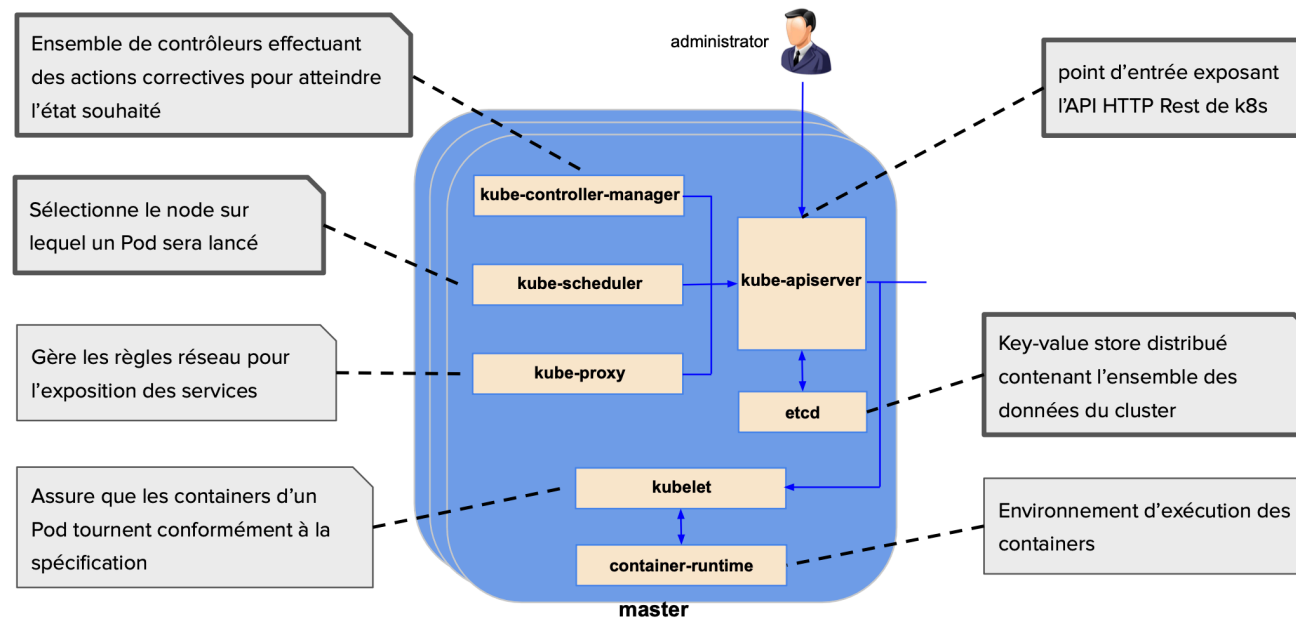 Ensemble de contrôleurs effectuant
des actions correctives pour atteindre
l'état souhaité
administrator
point d'entrée exposant
l'API HTTP Rest de k8s
kube-controller-manager
Sélectionne le node sur
lequel un Pod sera lancé
kube-scheduler
kube-apiserver
Gère les règles réseau pour
l'exposition des services
kube-proxy
Key-value store distribué
contenant l'ensemble des
données du cluster
etcd
Assure que les containers d'un
Pod tournent conformément à la
spécification
kubelet
Environnement d'exécution des
containers
container-runtime
master